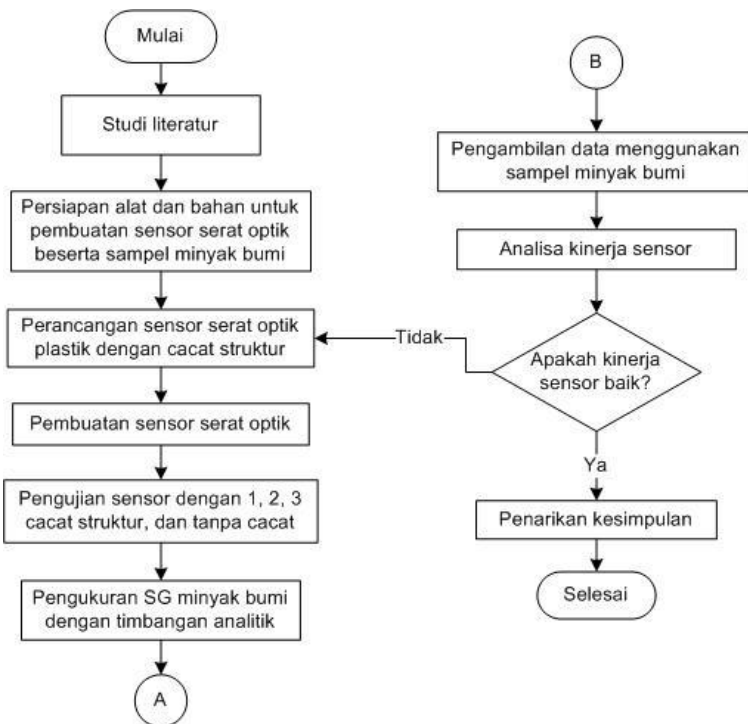 Mulai
Studi literatur
Persiapan alat dan bahan untuk
pembuatan sensor serat optik
beserta sampel minyak bumi
Perancangan sensor serat optik
plastik dengan cacat struktur
Pembuatan sensor serat optik
Pengujian sensor dengan 1, 2, 3
cacat struktur, dan tanpa cacat
Pengukuran SG minyak bumi
dengan timbangan analitik
A
B
Pengambilan data menggunakan
sampel minyak bumi
Analisa kinerja sensor
Apakah kinerja
sensor baik?
Tidak
Ya
Penarikan kesimpulan
Selesai